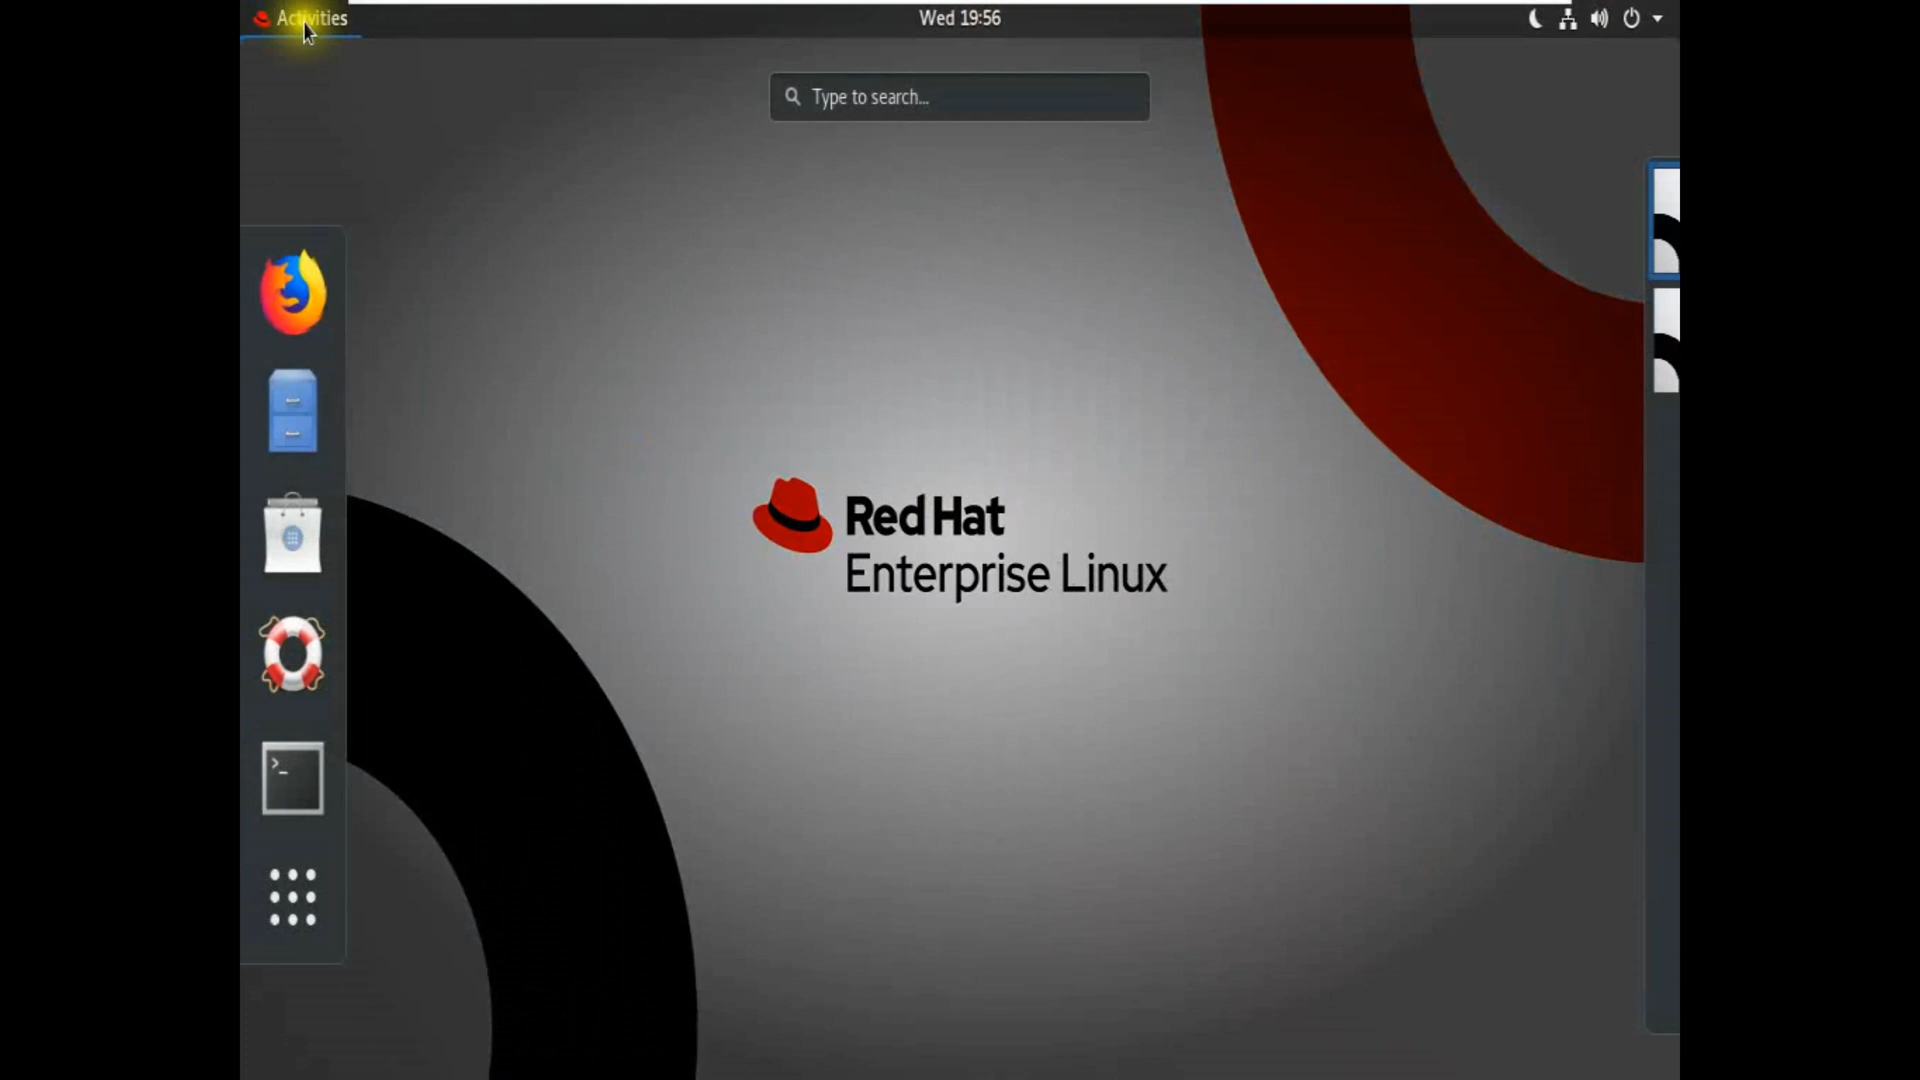 Activities
Wed 19:56
Type to search...
Red Hat
Enterprise Linux
>_